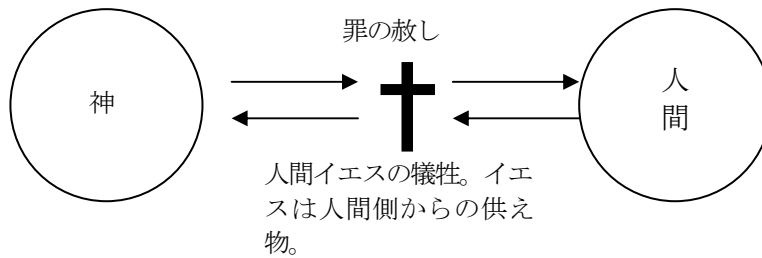 罪の赦し
神
人
間
人間イエスの犠牲。イエ
スは人間側からの供え
物。